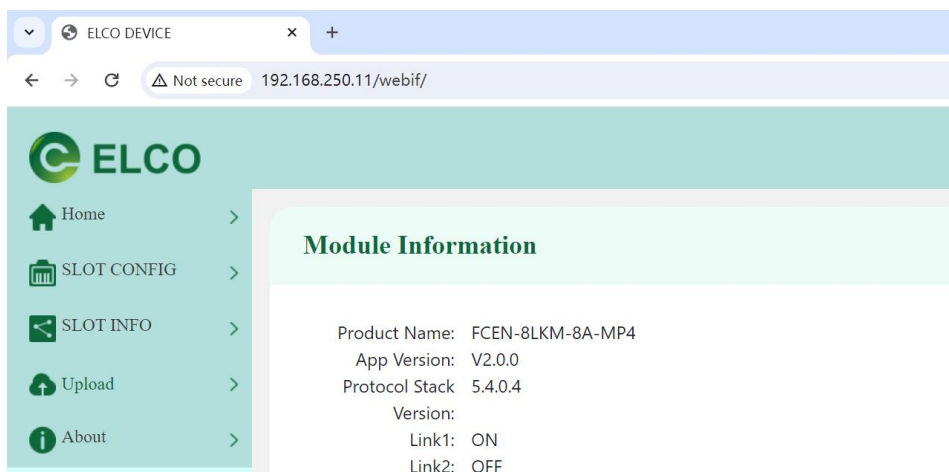 ELCO DEVICE
Not secure 192.168.250.11/webif/
ELCO
Home
SLOT CONFIG
SLOT INFO
Upload
About
Module Information
Product Name: FCEN-8LKM-8A-MP4
App Version: V2.0.0
Protocol Stack 5.4.0.4
Version:
Link1: ON
Link2: OFF